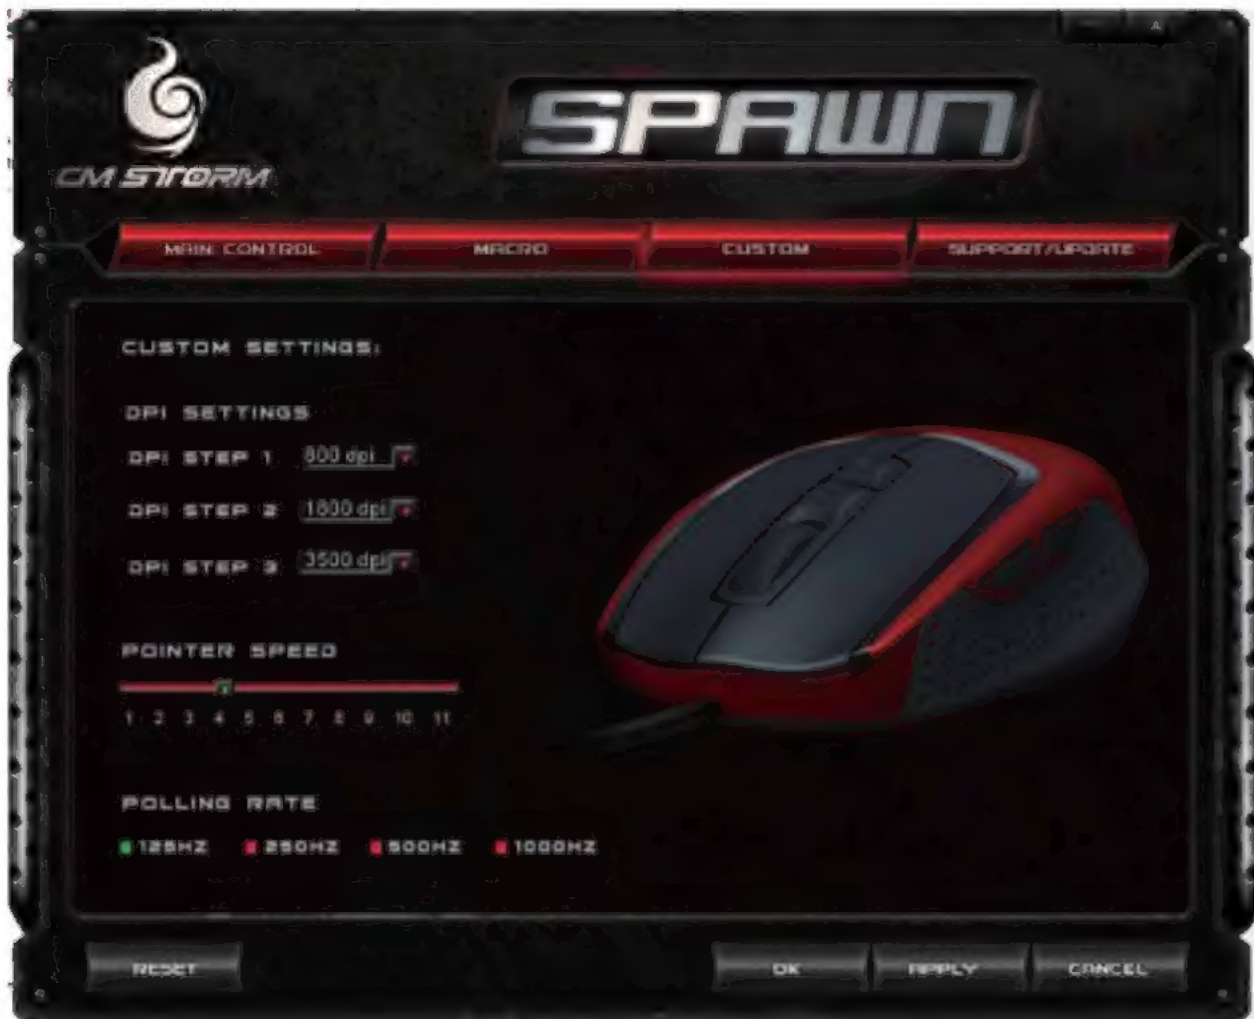 SPAWN
CM STORM
MAIN CONTROL MACRO CUSTOM SUPPORT/UPDATE
CUSTOM SETTINGS:
DPI SETTINGS
DPI STEP 1 800 dpi
DPI STEP 2 1800 dpi
DPI STEP 3 3500 dpi
POINTER SPEED
1 2 3 4 5 6 7 8 9 10 11
POLLING RATE
125HZ 250HZ 500HZ 1000HZ
RESET OK APPLY CANCEL